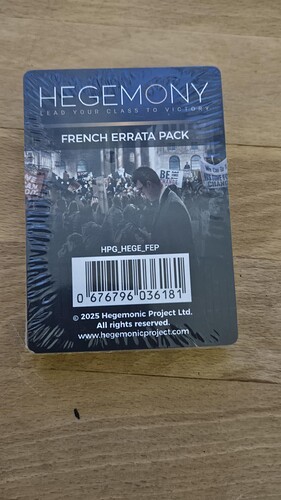 HEGEMONY
LEAD YOUR CLASS TO VICTORY
FRENCH ERRATA PACK
BE
HPG_HEGE_FEP
0 676796 036181
© 2025 Hegemonic Project Ltd.
All rights reserved.
www.hegemonicproject.com